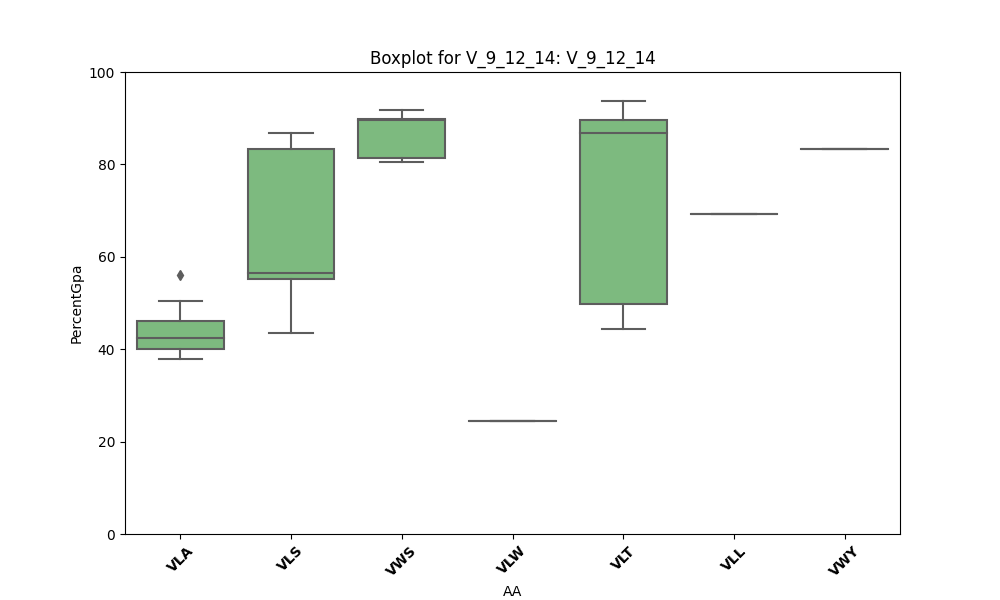 Boxplot for V_9_12_14: V_9_12_14
100
80
60
40
20
0
PercentGpa
VLA
VLS
VWS
VLW
VLT
VLL
VWY
AA